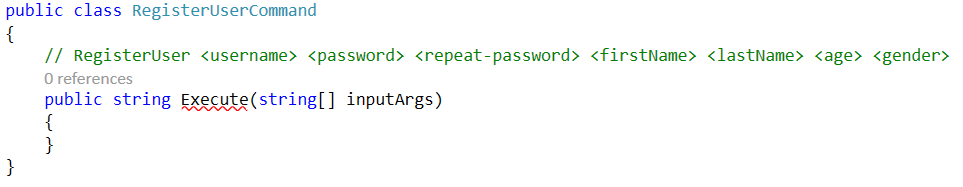 public class RegisterUserCommand
{
// RegisterUser <username> <password> <repeat-password> <firstName> <lastName> <age> <gender>
0 references
public string Execute(string[] inputArgs)
{
}
}